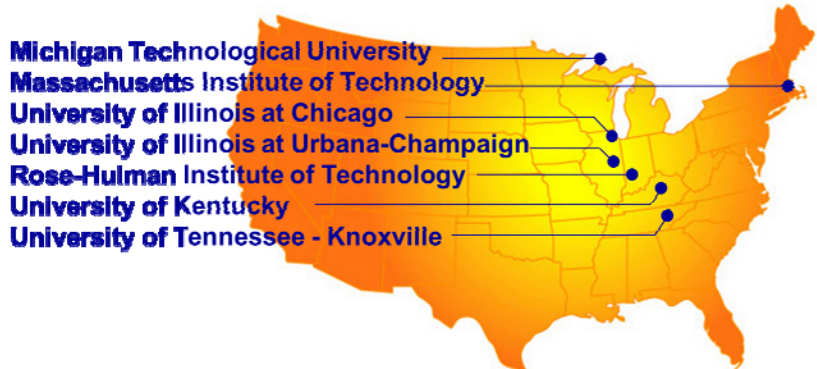 Michigan Technological University
Massachusetts Institute of Technology
University of Illinois at Chicago
University of Illinois at Urbana-Champaign
Rose-Hulman Institute of Technology
University of Kentucky
University of Tennessee - Knoxville